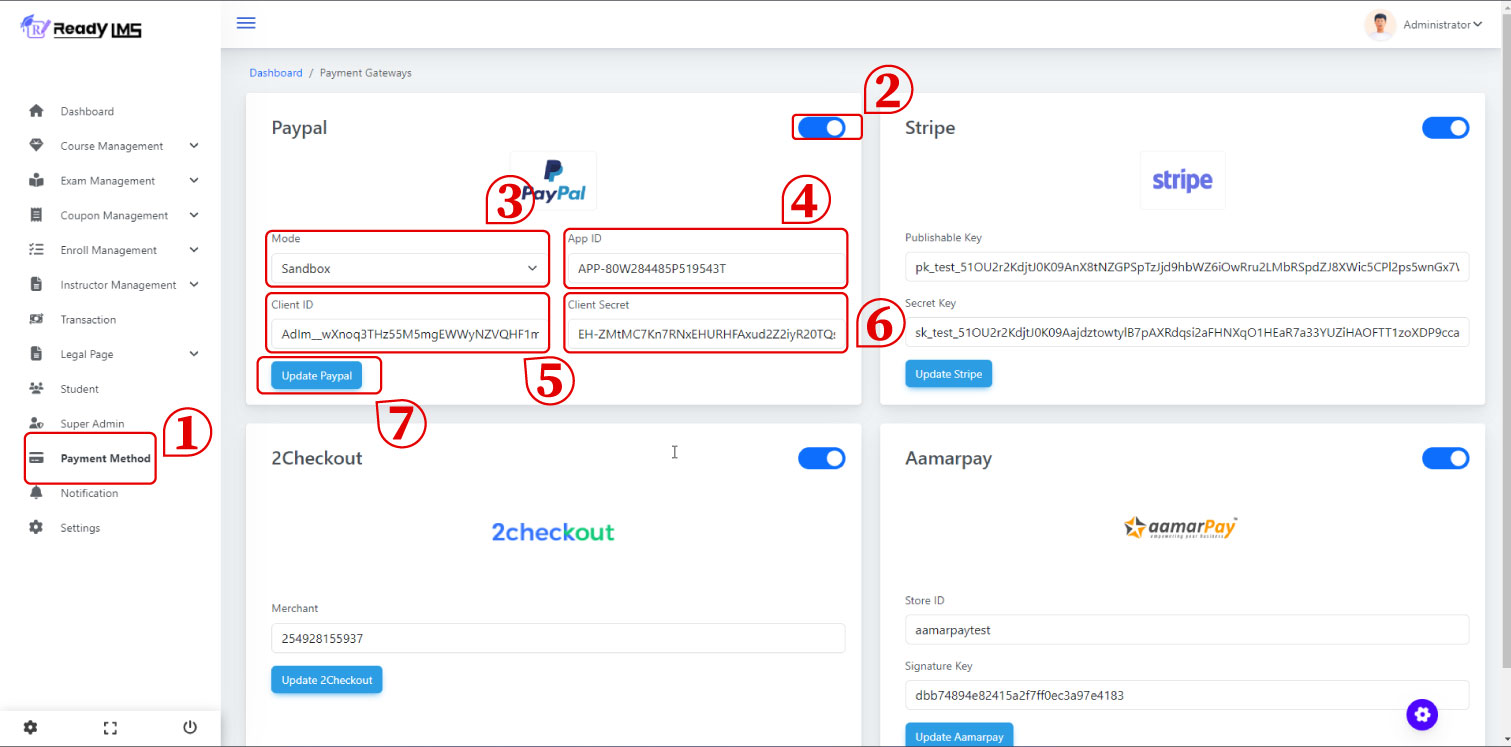 Ready LMS
Administrator
Dashboard / Payment Gateways
Dashboard
Course Management
Exam Management
Coupon Management
Enroll Management
Instructor Management
Transaction
Legal Page
Student
Super Admin
Payment Method
Notification
Settings
1
Paypal
2
PayPal
3
4
Mode
Sandbox
App ID
APP-80W284485P519543T
Client ID
AdIm__wXnoq3THz55M5mgEWWyNZVQHF1m
Client Secret
EH-ZMtMC7Kn7RNxEHURHFAxud2Z2iyR20TQs
5
6
Update Paypal
7
Stripe
stripe
Publishable Key
pk_test_51OU2r2KdjtJ0K09AnX8tNZGPSpTzJjd9hbWZ6iOwRru2LMbRSpdZJ8XWic5CPl2ps5wnGx7V
Secret Key
sk_test_51OU2r2KdjtJ0K09AajdztowtylB7pAXRdqsi2aFHNXqO1HEaR7a33YUZiHAOFTT1zoXDP9cca
Update Stripe
2Checkout
2checkout
Merchant
254928155937
Update 2Checkout
Aamarpay
aamarPay
empowering your business
Store ID
aamarpaytest
Signature Key
dbb74894e82415a2f7ff0ec3a97e4183
Update Aamarpay